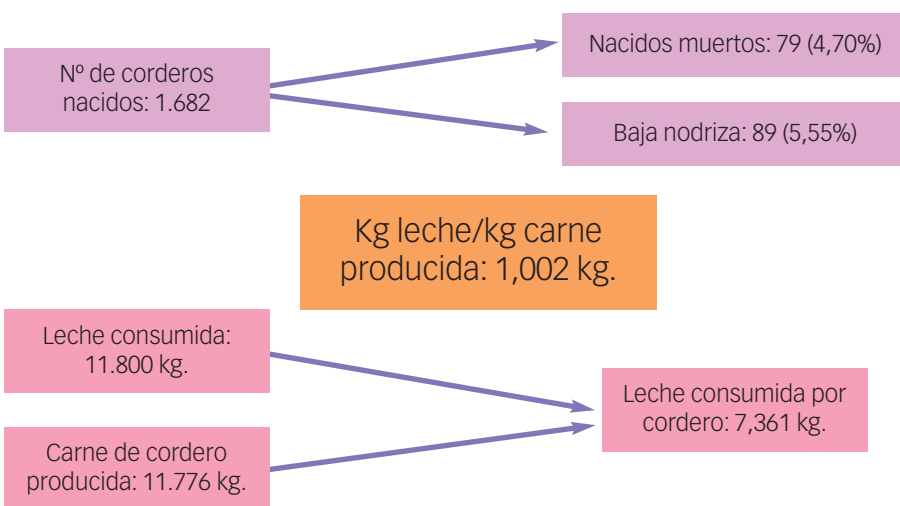 Nº de corderos
nacidos: 1.682
Nacidos muertos: 79 (4,70%)
Baja nodriza: 89 (5,55%)
Kg leche/kg carne
producida: 1,002 kg.
Leche consumida:
11.800 kg.
Carne de cordero
producida: 11.776 kg.
Leche consumida por
cordero: 7,361 kg.